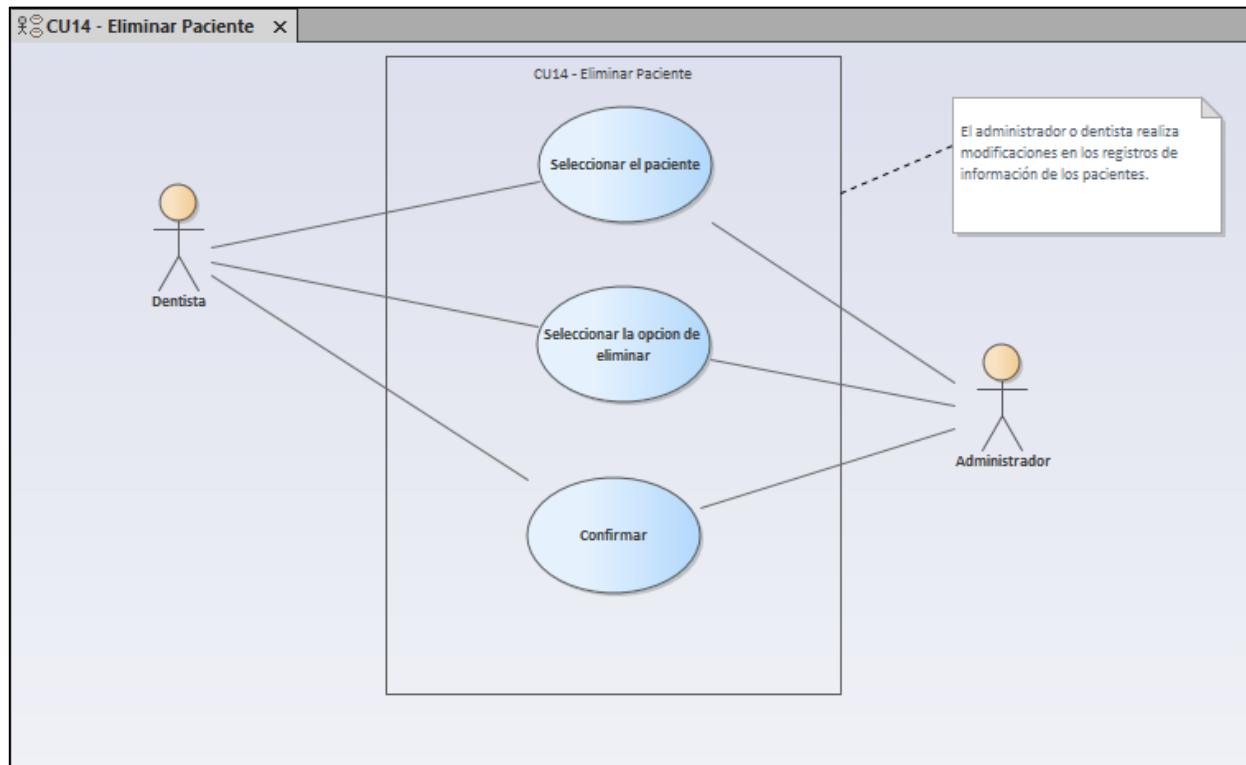 CU14 - Eliminar Paciente X
CU14 - Eliminar Paciente
Seleccionar el paciente
El administrador o dentista realiza
modificaciones en los registros de
información de los pacientes.
Dentista
Seleccionar la opcion de
eliminar
Administrador
Confirmar